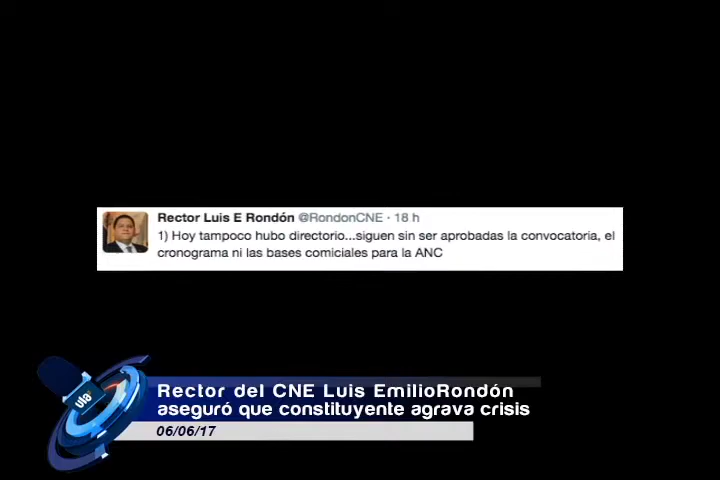 Rector Luis E Rondón @RondonCNE · 18 h
1) Hoy tampoco hubo directorio...siguen sin ser aprobadas la convocatoria, el
cronograma ni las bases comiciales para la ANC
ula
Rector del CNE Luis EmilioRondón
aseguró que constituyente agrava crisis
06/06/17